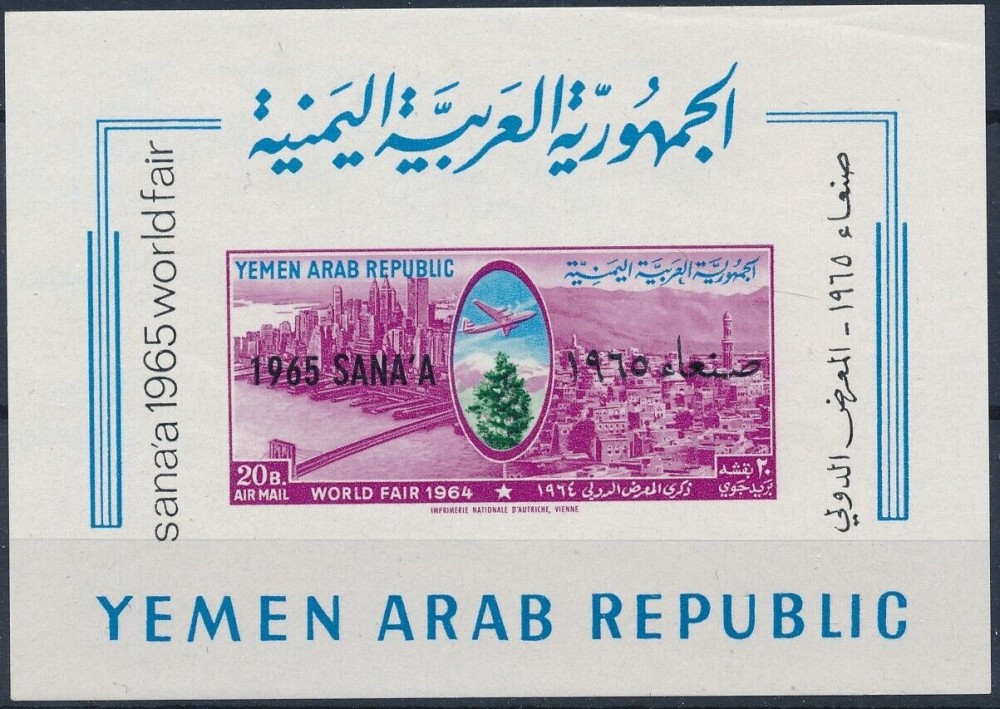 الجمهورية العربية اليمنية
sana'a 1965 world fair
صنعاء ١٩٦٥ - المعرض الدولي
YEMEN ARAB REPUBLIC
الجمهورية العربية اليمنية
1965 SANA'A
صنعاء ١٩٦٥
20 B.
٢٠ بقشه
AIR MAIL
بريد جوي
WORLD FAIR 1964 ★ ذكرى المعرض الدولي ١٩٦٤
IMPRIMERIE NATIONALE D'AUTRICHE, VIENNE
YEMEN ARAB REPUBLIC